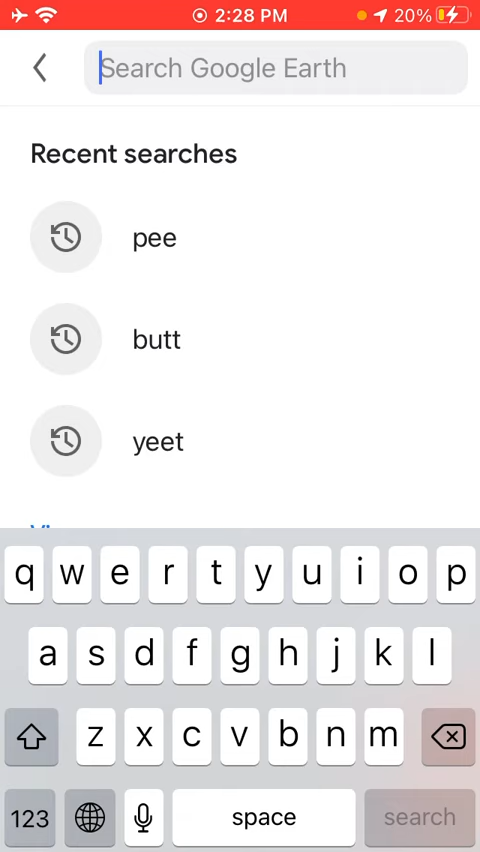 2:28 PM 20%
Search Google Earth
Recent searches
pee
butt
yeet
q w e r t y u i o p
a s d f g h j k l
z x c v b n m
123 space search